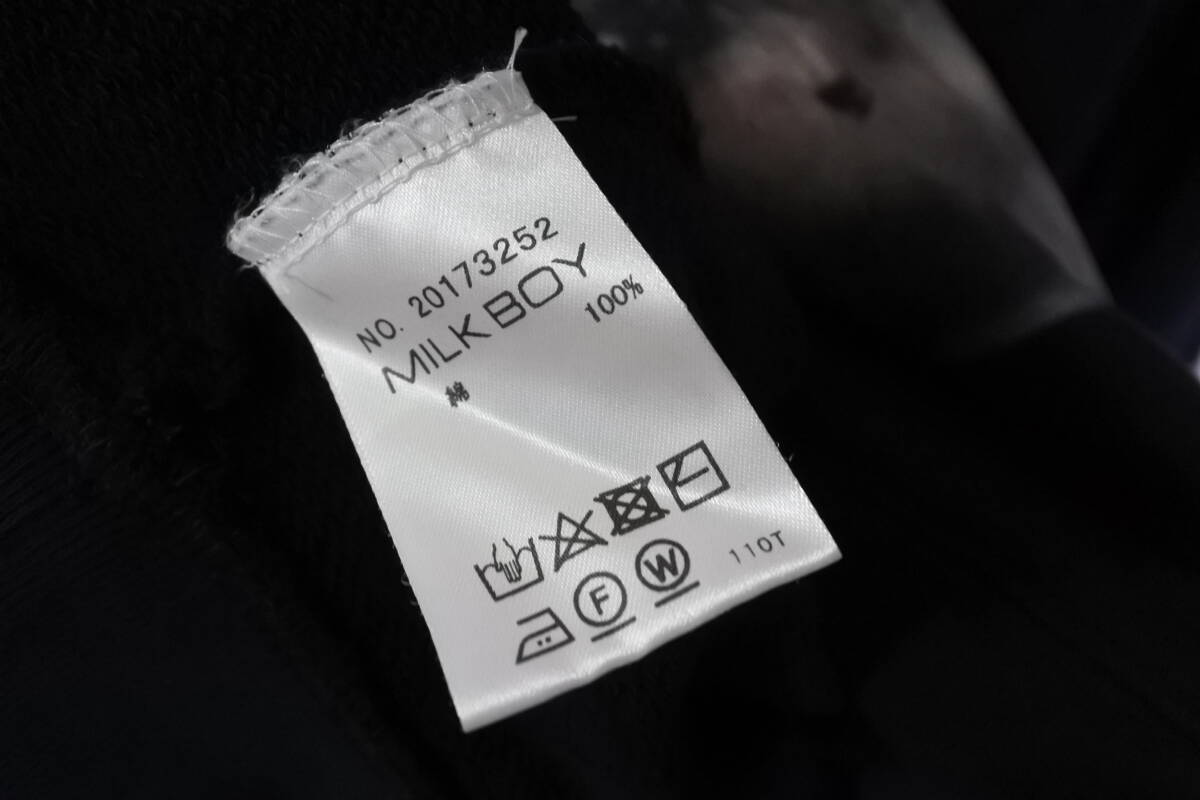 NO. 20173252
MILKBOY
綿 100%
F W 110T